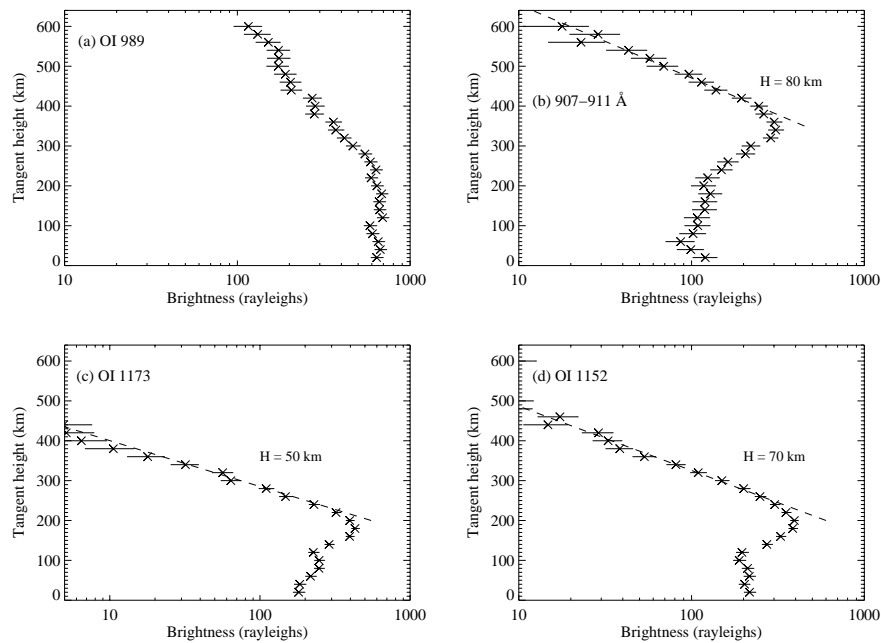 (a) OI 989
Tangent height (km)
600
500
400
300
200
100
0
10
100
1000
Brightness (rayleighs)
(b) 907–911 Å
H = 80 km
Tangent height (km)
600
500
400
300
200
100
0
10
100
1000
Brightness (rayleighs)
(c) OI 1173
H = 50 km
Tangent height (km)
600
500
400
300
200
100
0
10
100
1000
Brightness (rayleighs)
(d) OI 1152
H = 70 km
Tangent height (km)
600
500
400
300
200
100
0
10
100
1000
Brightness (rayleighs)